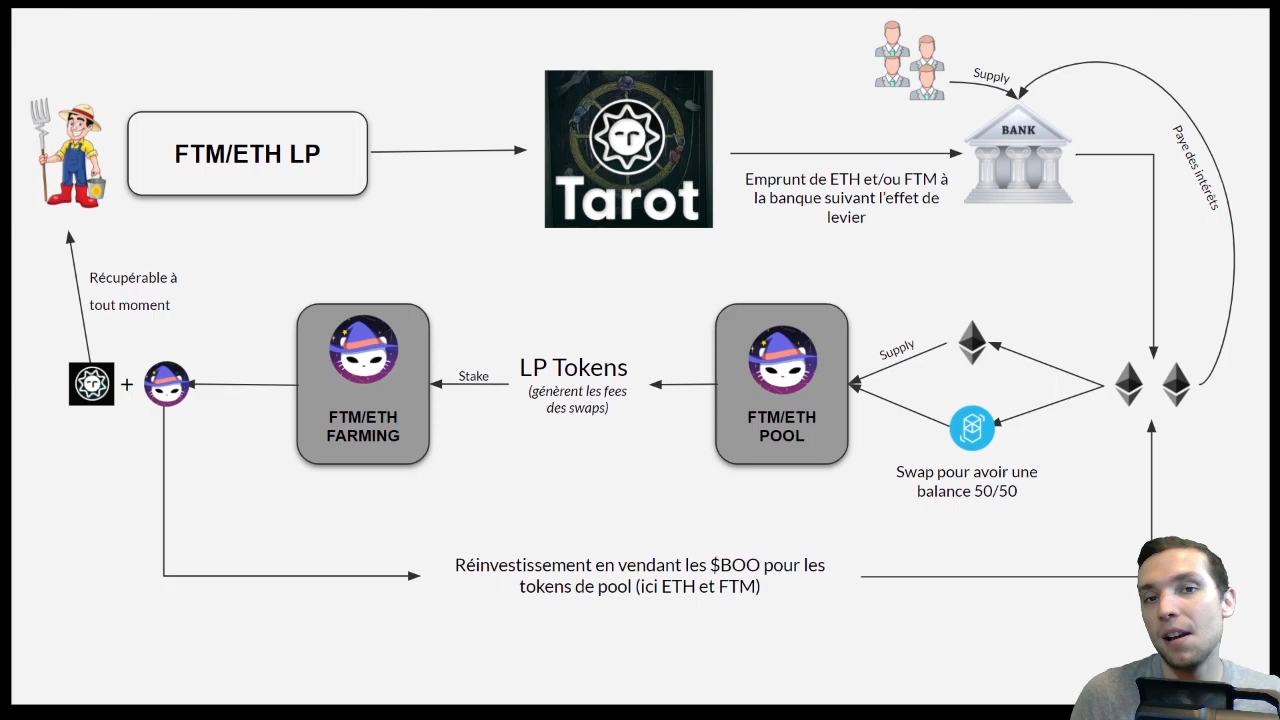 Supply
BANK
FTM/ETH LP
Tarot
Emprunt de ETH et/ou FTM à
la banque suivant l'effet de
levier
Paye des intérêts
Récupérable à
tout moment
+
FTM/ETH
FARMING
Stake
LP Tokens
(génèrent les fees
des swaps)
FTM/ETH
POOL
Supply
Swap pour avoir une
balance 50/50
Réinvestissement en vendant les $BOO pour les
tokens de pool (ici ETH et FTM)